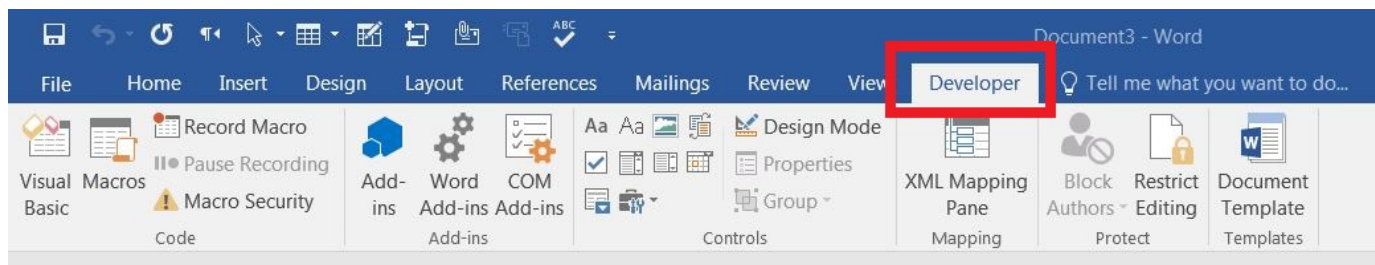 ABC
Document3 - Word
File Home Insert Design Layout References Mailings Review View Developer Tell me what you want to do...
Visual Basic
Macros
Record Macro
Pause Recording
Macro Security
Code
Add-ins
Word Add-ins
COM Add-ins
Add-ins
Aa Aa
Design Mode
Properties
Group
Controls
XML Mapping Pane
Mapping
Block Authors
Restrict Editing
Protect
W
Document Template
Templates